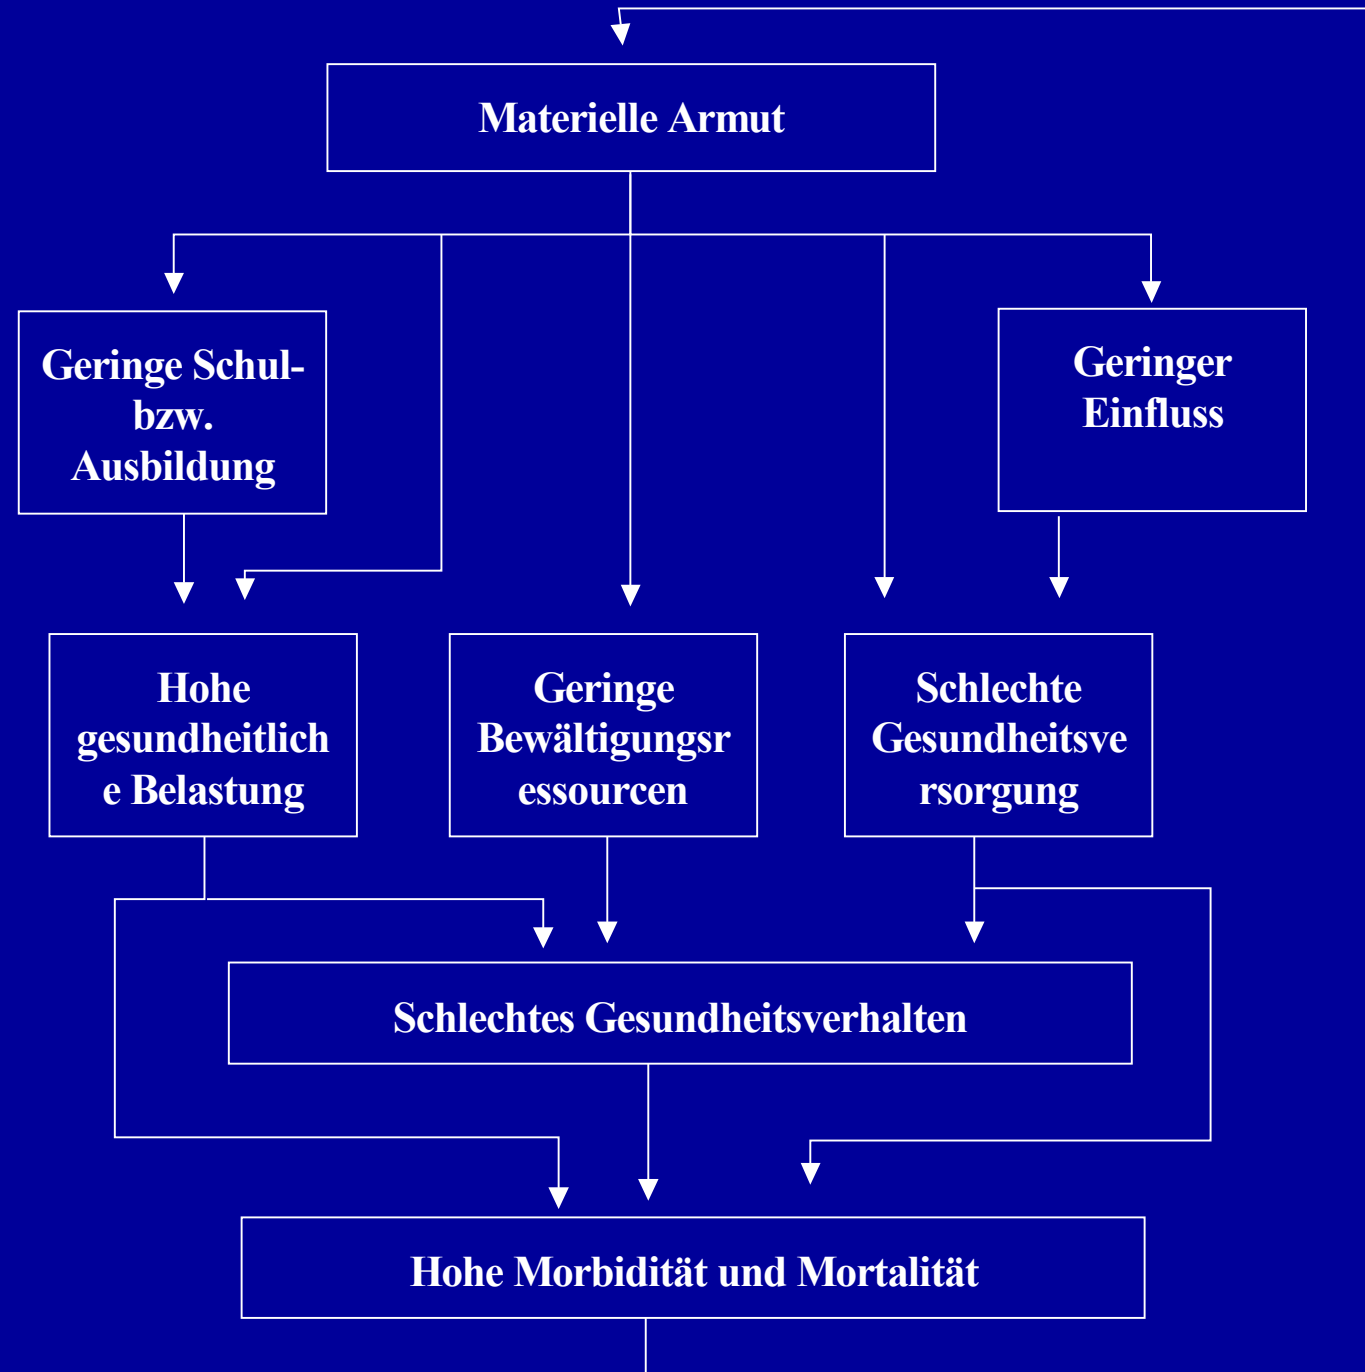 Materielle Armut
Geringe Schul-
bzw.
Ausbildung
Geringer
Einfluss
Hohe
gesundheitlich
e Belastung
Geringe
Bewältigungsr
essourcen
Schlechte
Gesundheitsve
rsorgung
Schlechtes Gesundheitsverhalten
Hohe Morbidität und Mortalität